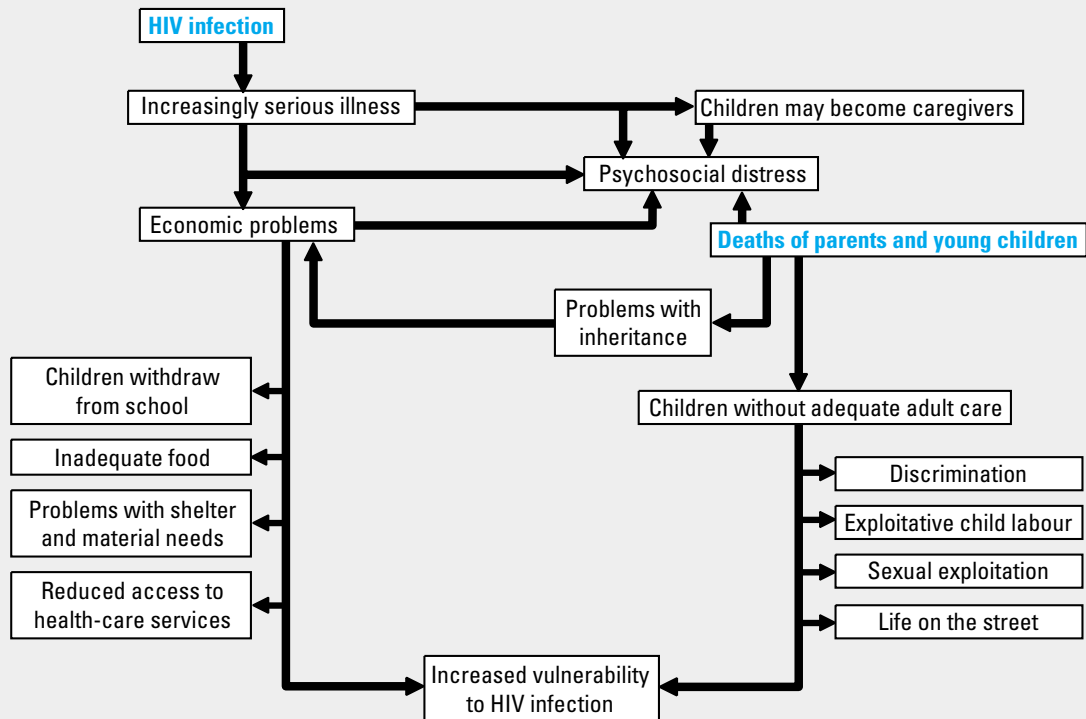 HIV infection
Increasingly serious illness
Children may become caregivers
Psychosocial distress
Economic problems
Deaths of parents and young children
Problems with
inheritance
Children withdraw
from school
Children without adequate adult care
Inadequate food
Discrimination
Problems with shelter
and material needs
Exploitative child labour
Sexual exploitation
Reduced access to
health-care services
Life on the street
Increased vulnerability
to HIV infection